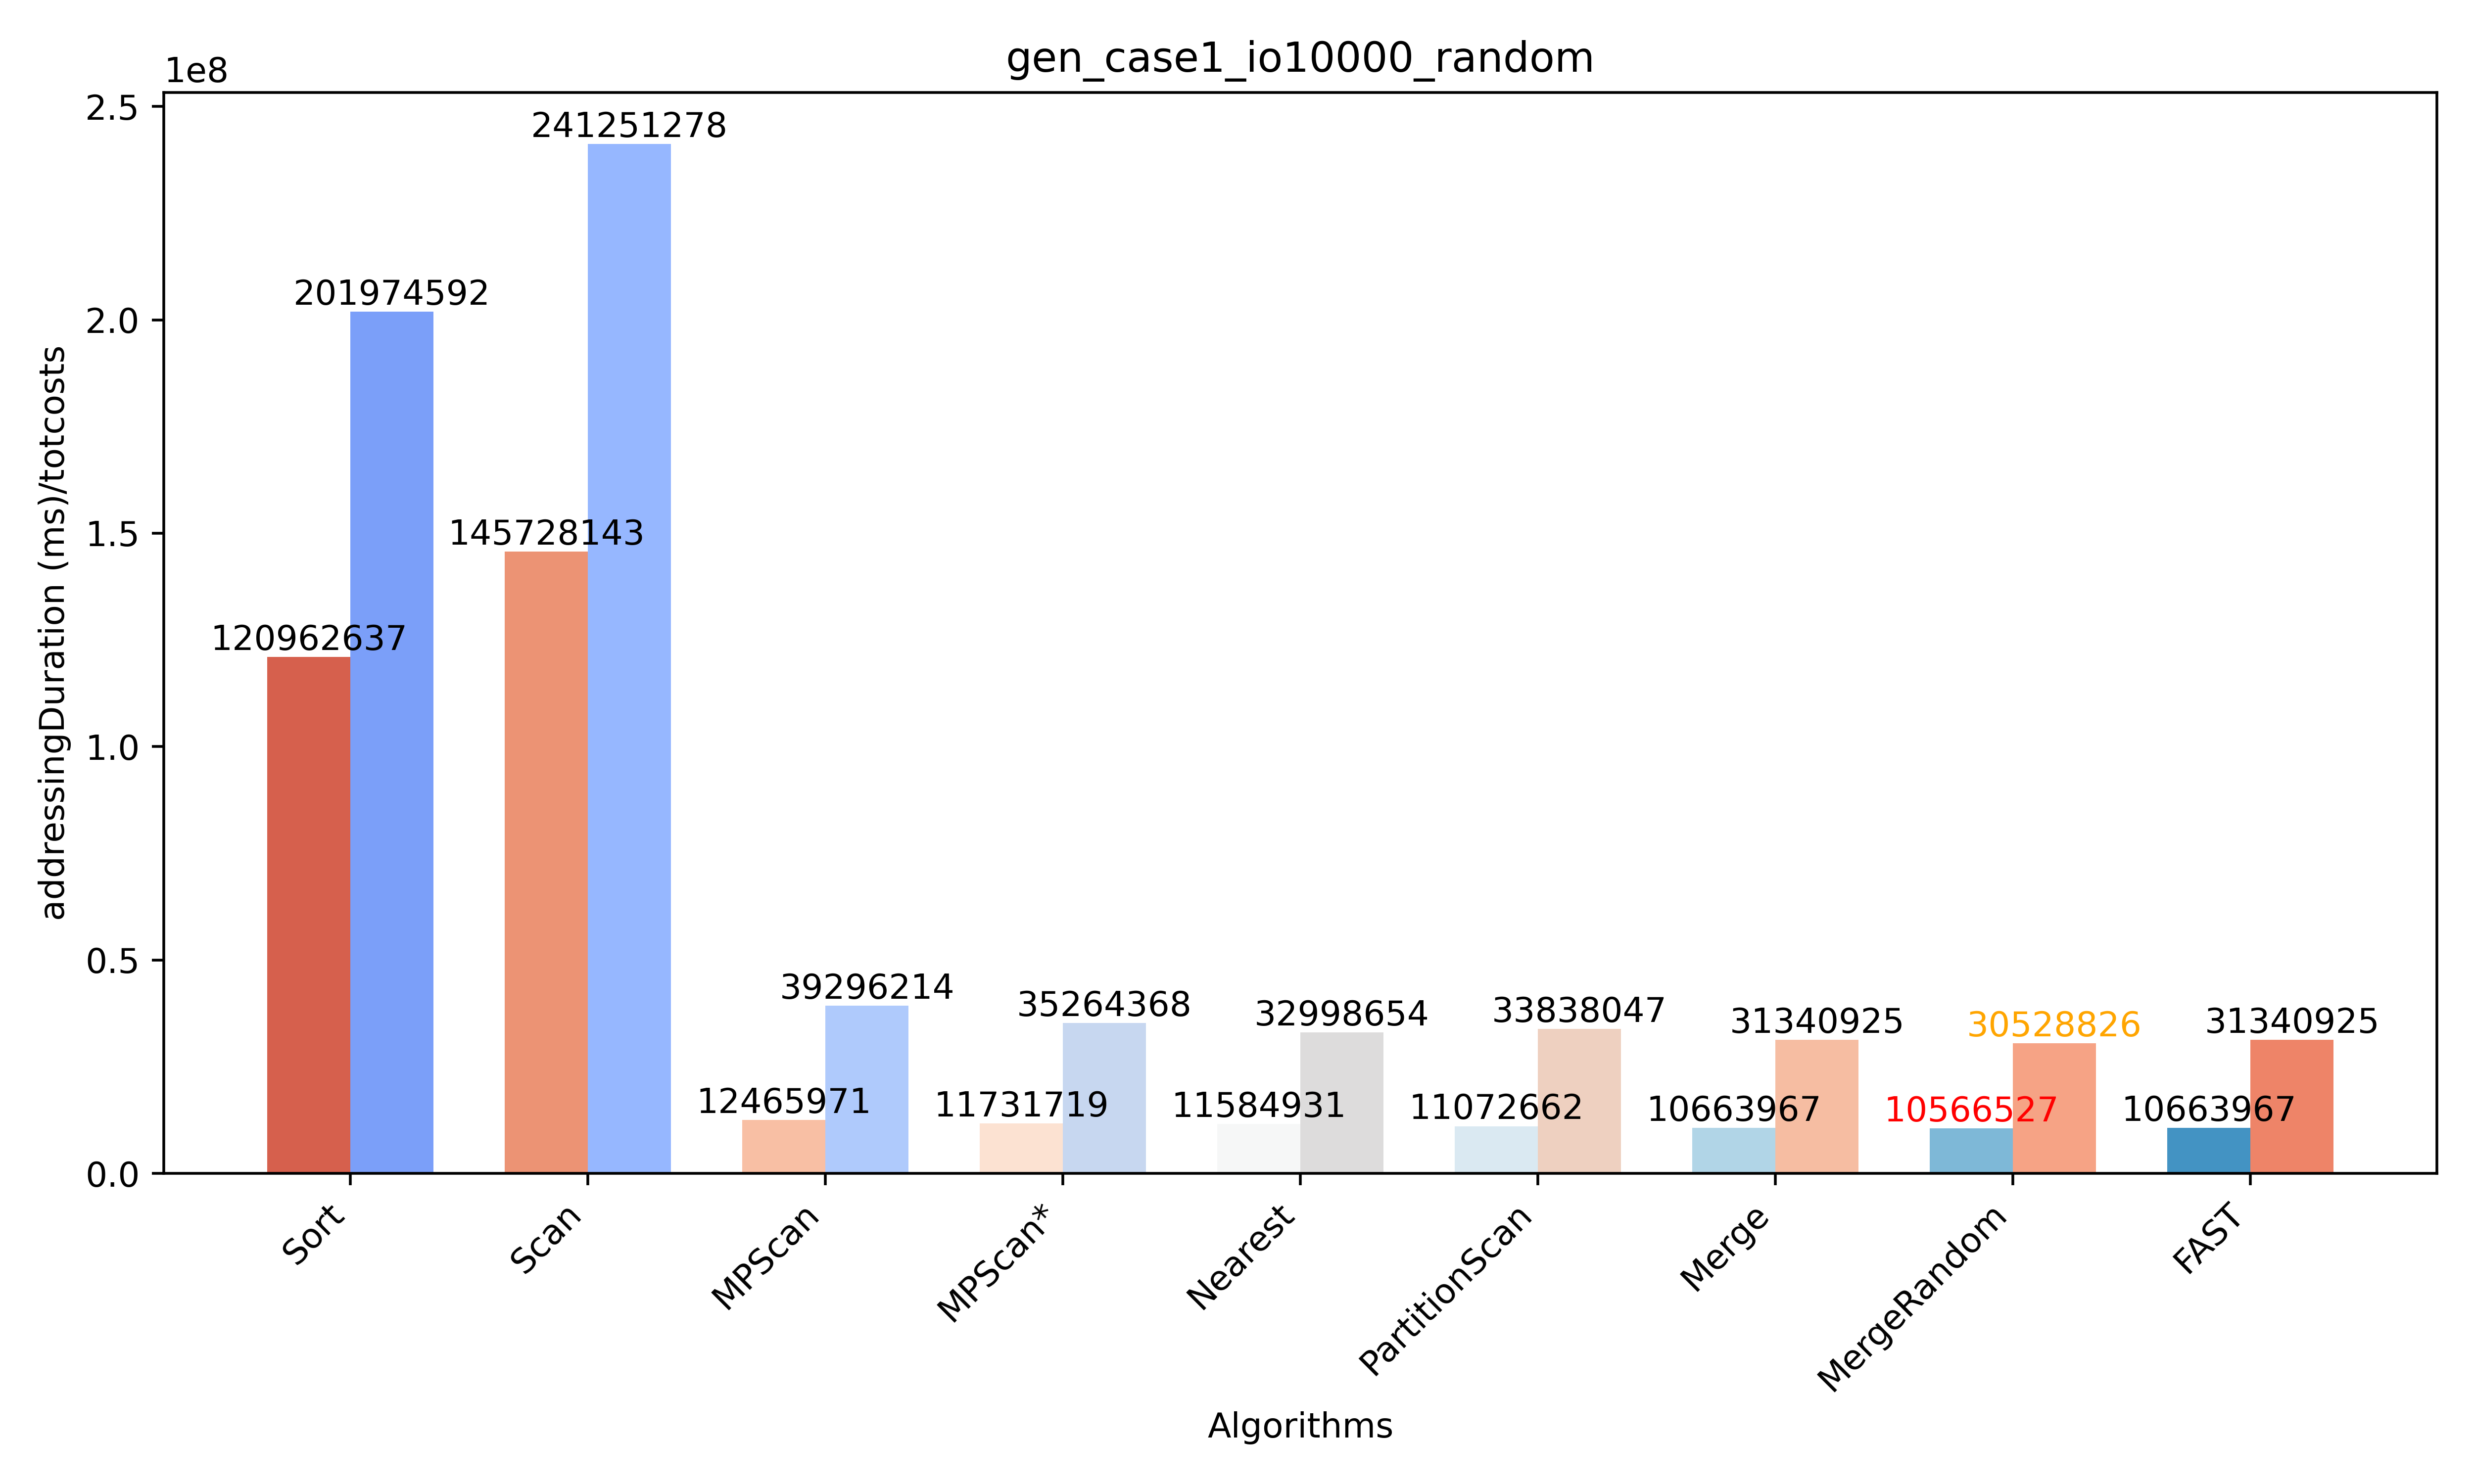 gen_case1_io10000_random
1e8
2.5
2.0
1.5
1.0
0.5
0.0
addressingDuration (ms)/totcosts
120962637
201974592
145728143
241251278
12465971
39296214
11731719
35264368
11584931
32998654
11072662
33838047
10663967
31340925
10566527
30528826
10663967
31340925
Sort
Scan
MPScan
MPScan*
Nearest
PartitionScan
Merge
MergeRandom
FAST
Algorithms